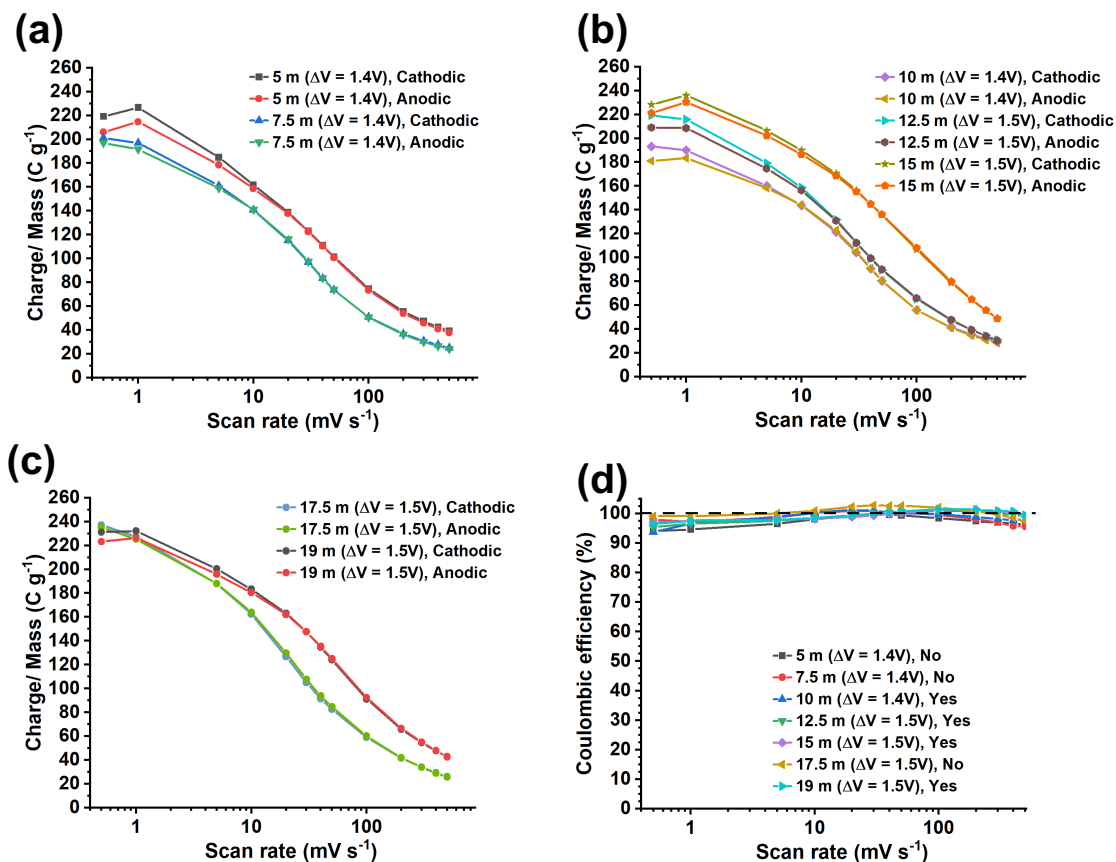 (a)
260
240
220
200
180
160
140
120
100
80
60
40
20
0
Charge/ Mass (C g⁻¹)
5 m (ΔV = 1.4V), Cathodic
5 m (ΔV = 1.4V), Anodic
7.5 m (ΔV = 1.4V), Cathodic
7.5 m (ΔV = 1.4V), Anodic
1 10 100
Scan rate (mV s⁻¹)
(b)
260
240
220
200
180
160
140
120
100
80
60
40
20
0
Charge/ Mass (C g⁻¹)
10 m (ΔV = 1.4V), Cathodic
10 m (ΔV = 1.4V), Anodic
12.5 m (ΔV = 1.5V), Cathodic
12.5 m (ΔV = 1.5V), Anodic
15 m (ΔV = 1.5V), Cathodic
15 m (ΔV = 1.5V), Anodic
1 10 100
Scan rate (mV s⁻¹)
(c)
260
240
220
200
180
160
140
120
100
80
60
40
20
0
Charge/ Mass (C g⁻¹)
17.5 m (ΔV = 1.5V), Cathodic
17.5 m (ΔV = 1.5V), Anodic
19 m (ΔV = 1.5V), Cathodic
19 m (ΔV = 1.5V), Anodic
1 10 100
Scan rate (mV s⁻¹)
(d)
100
90
80
70
60
50
40
30
20
10
0
Coulombic efficiency (%)
5 m (ΔV = 1.4V), No
7.5 m (ΔV = 1.4V), No
10 m (ΔV = 1.4V), Yes
12.5 m (ΔV = 1.5V), Yes
15 m (ΔV = 1.5V), Yes
17.5 m (ΔV = 1.5V), No
19 m (ΔV = 1.5V), Yes
1 10 100
Scan rate (mV s⁻¹)